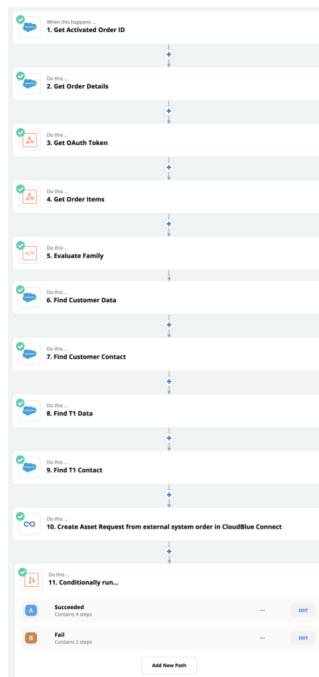 When this happens ...
1. Get Activated Order ID
Do this ...
2. Get Order Details
Do this ...
3. Get OAuth Token
Do this ...
4. Get Order Items
Do this ...
5. Evaluate Family
Do this ...
6. Find Customer Data
Do this ...
7. Find Customer Contact
Do this ...
8. Find T1 Data
Do this ...
9. Find T1 Contact
Do this ...
10. Create Asset Request from external system order in CloudBlue Connect
Do this ...
11. Conditionally run...
A
Succeeded
Contains 4 steps
EDIT
B
Fail
Contains 2 steps
EDIT
Add New Path